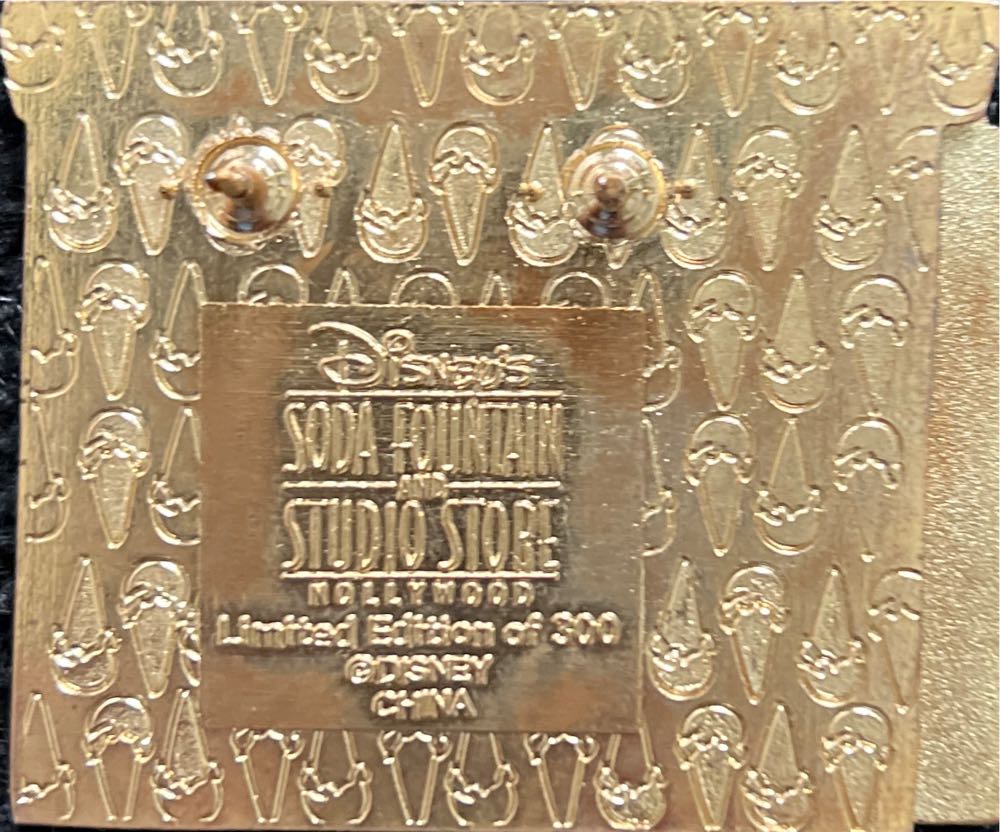 Disney's
SODA FOUNTAIN
AND
STUDIO STORE
HOLLYWOOD
Limited Edition of 300
©DISNEY
CHINA